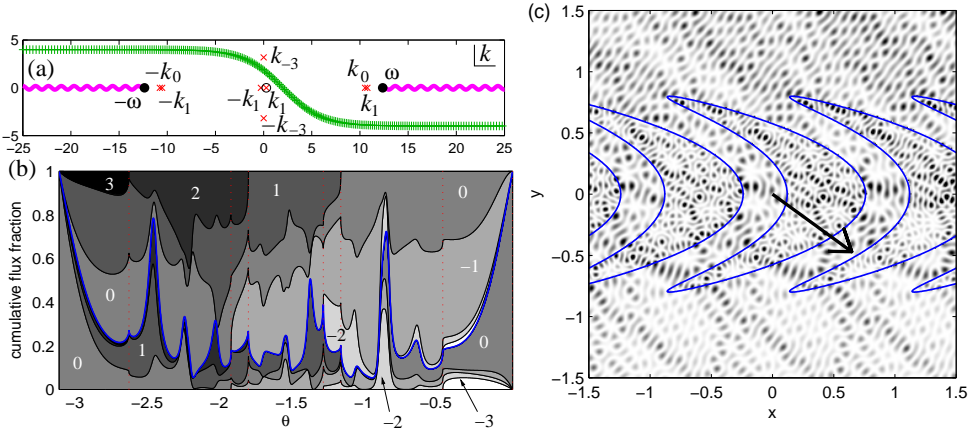 (a)
5
0
−5
−k₀
−ω
−k₁
k₋₃
−k₁
k₁
−k₋₃
k₀
ω
k₁
k
−25 −20 −15 −10 −5 0 5 10 15 20 25
(b)
cumulative flux fraction
1
0.8
0.6
0.4
0.2
0
3
2
1
0
−1
0
0
1
−2
0
−3 −2.5 −2 −1.5 −1 −0.5
θ
−2
−3
(c)
y
1.5
1
0.5
0
−0.5
−1
−1.5
−1.5 −1 −0.5 0 0.5 1 1.5
x